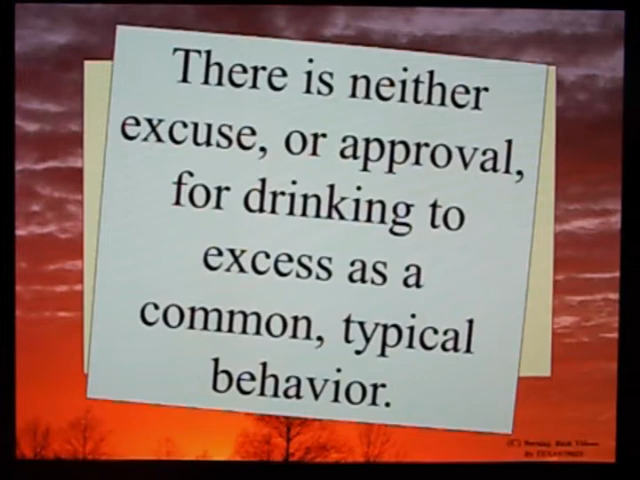 There is neither
excuse, or approval,
for drinking to
excess as a
common, typical
behavior.